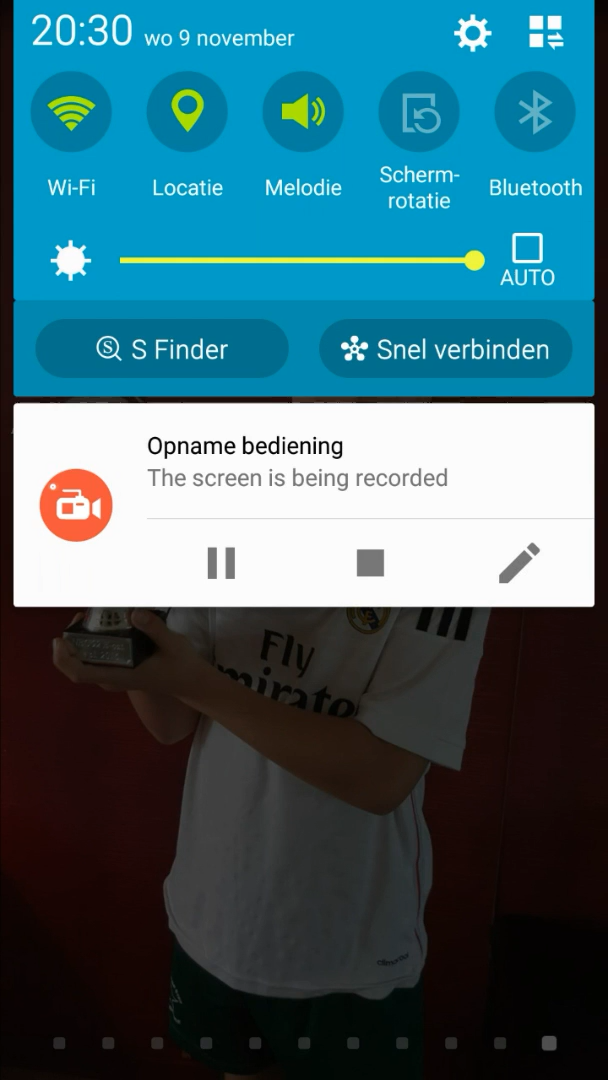 20:30 wo 9 november
Wi-Fi
Locatie
Melodie
Scherm-
rotatie
Bluetooth
AUTO
S Finder
Snel verbinden
Opname bediening
The screen is being recorded
Fly
Emirates
climacool